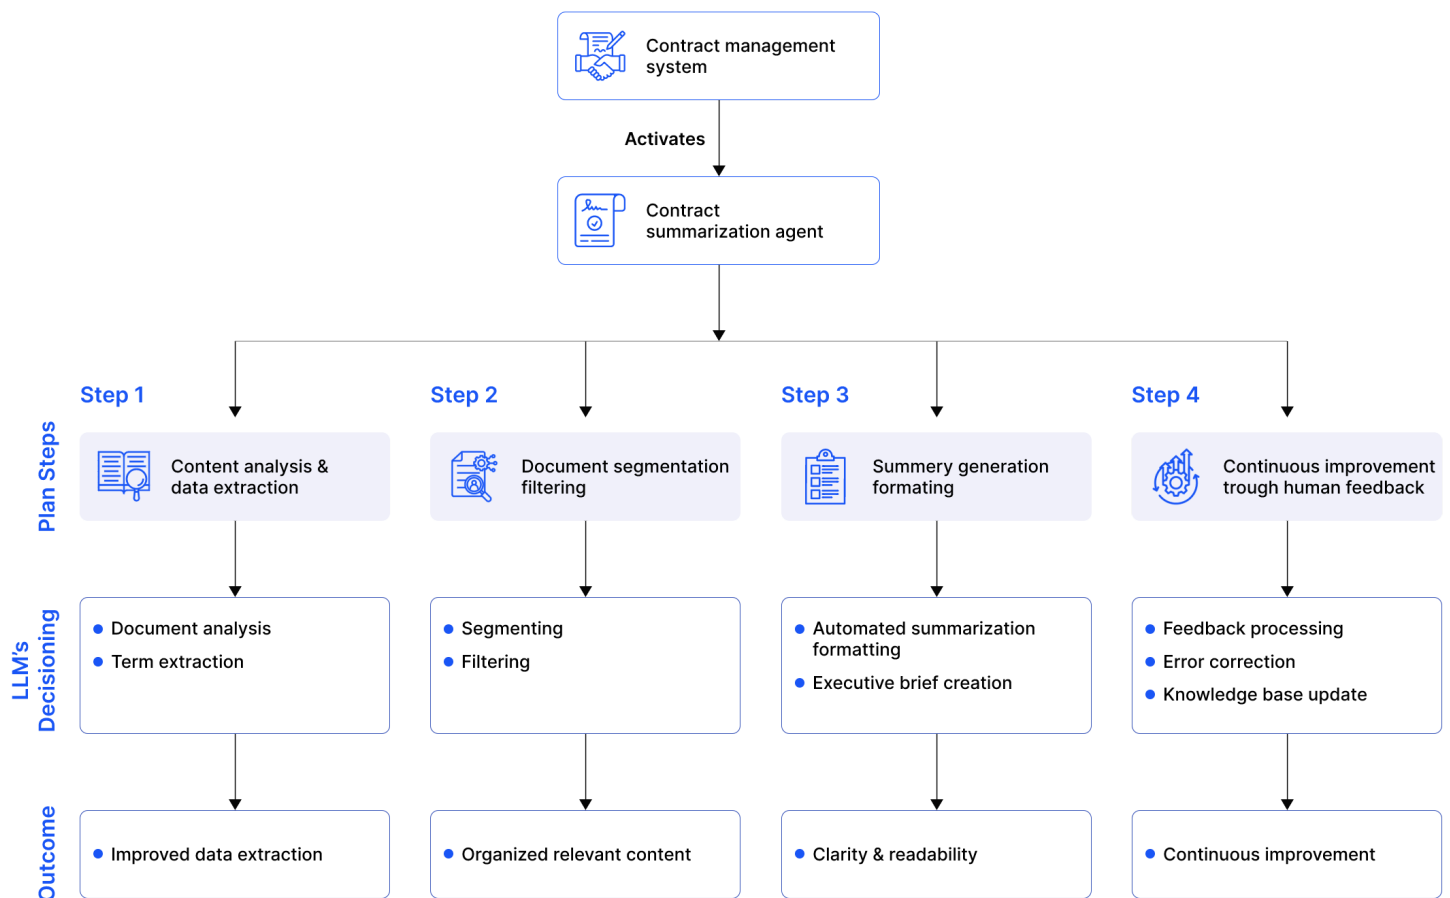 Contract management
system
Activates
Contract
summarization agent
Step 1
Step 2
Step 3
Step 4
Plan Steps
Content analysis &
data extraction
Document segmentation
filtering
Summery generation
formating
Continuous improvement
trough human feedback
LLM's
Decisioning
Document analysis
Term extraction
Segmenting
Filtering
Automated summarization
formatting
Executive brief creation
Feedback processing
Error correction
Knowledge base update
Outcome
Improved data extraction
Organized relevant content
Clarity & readability
Continuous improvement